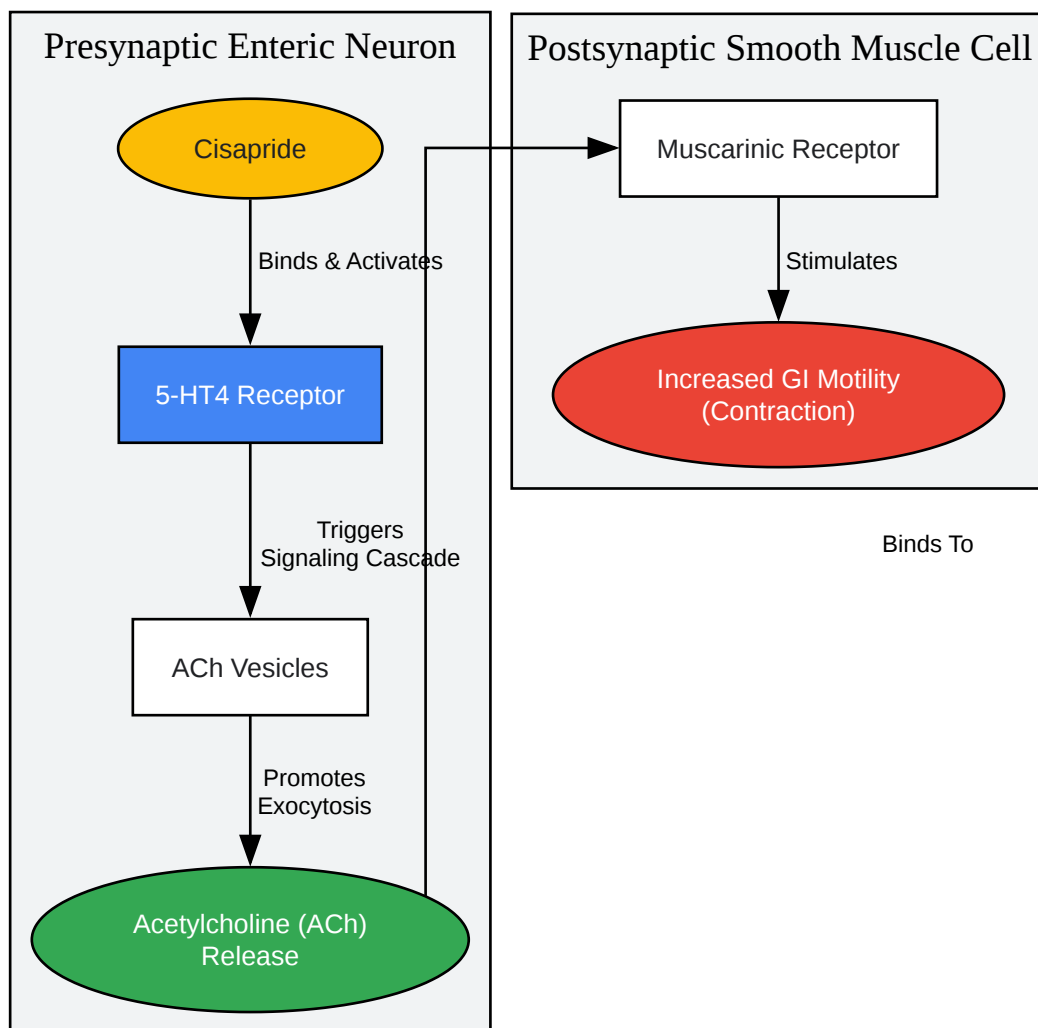 Presynaptic Enteric Neuron
Cisapride
Binds & Activates
5-HT4 Receptor
Triggers
Signaling Cascade
ACh Vesicles
Promotes
Exocytosis
Acetylcholine (ACh)
Release
Postsynaptic Smooth Muscle Cell
Muscarinic Receptor
Stimulates
Increased GI Motility
(Contraction)
Binds To